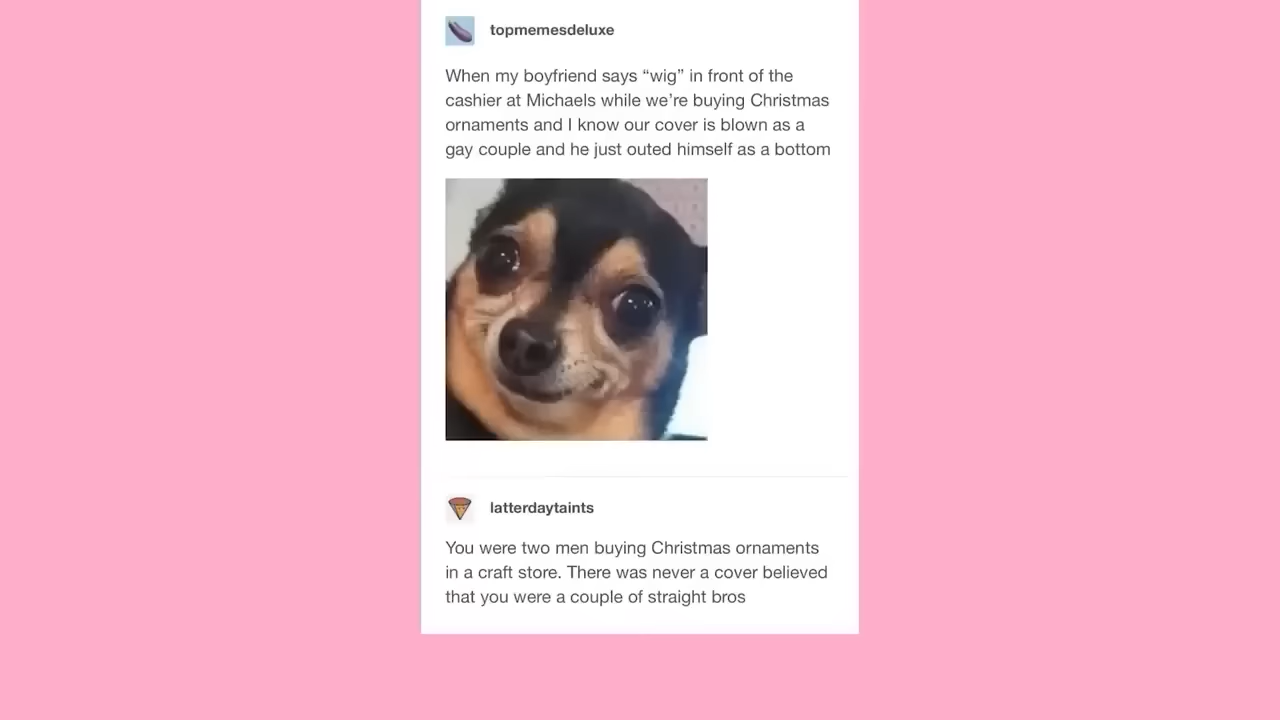 topmemesdeluxe
When my boyfriend says “wig” in front of the
cashier at Michaels while we’re buying Christmas
ornaments and I know our cover is blown as a
gay couple and he just outed himself as a bottom
latterdaytaints
You were two men buying Christmas ornaments
in a craft store. There was never a cover believed
that you were a couple of straight bros